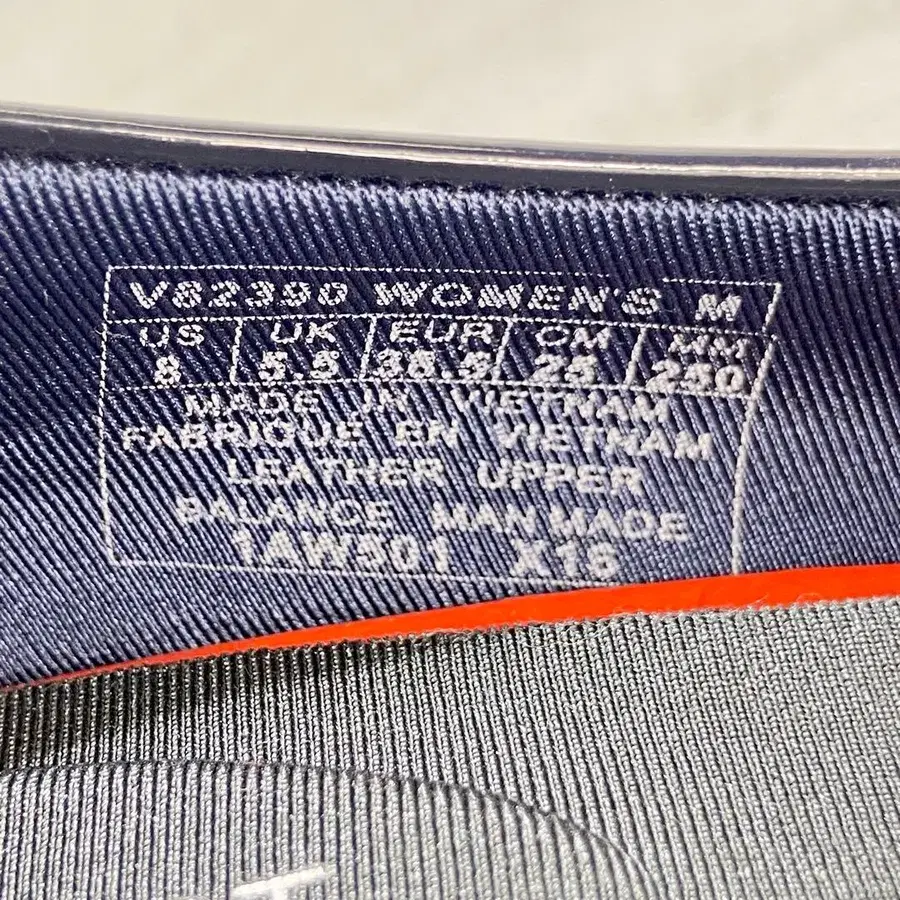 V82390 WOMEN'S M
US UK EUR CM MM
8 5.5 38.5 25 250
MADE IN VIETNAM
FABRIQUE EN VIETNAM
LEATHER UPPER
BALANCE MAN MADE
1AW501 X16